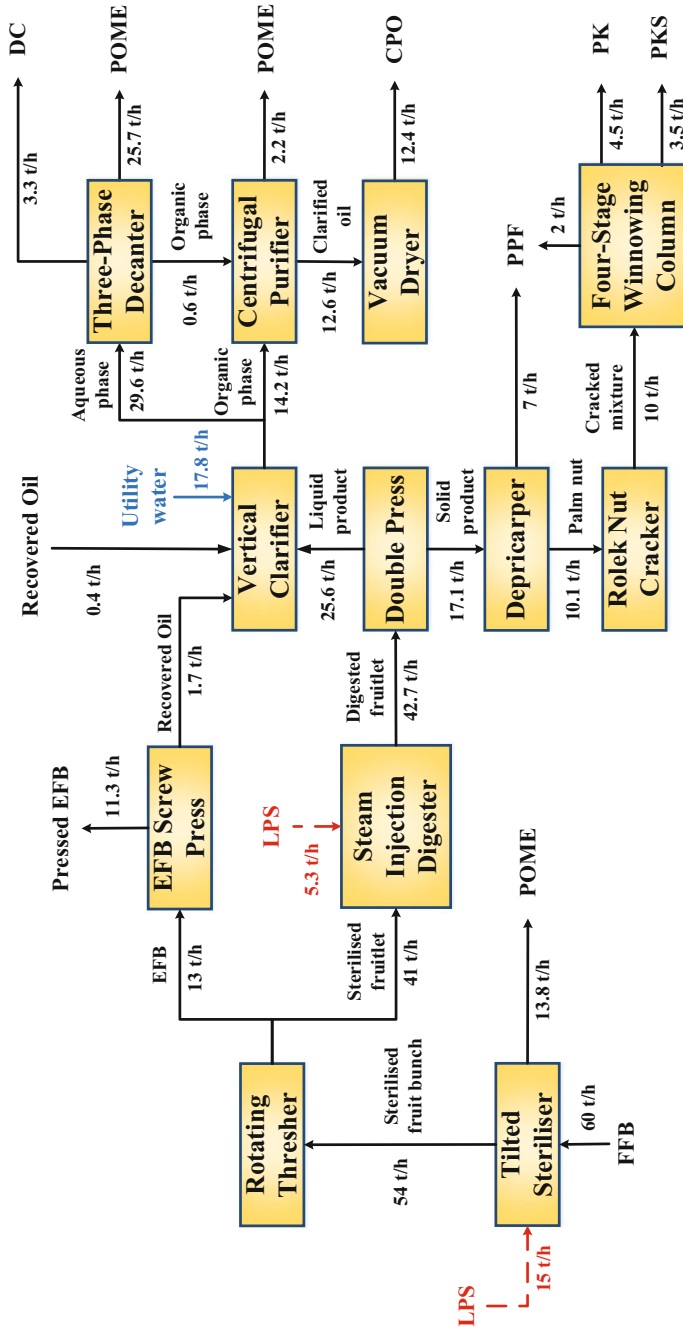 LPS
15 t/h
FFB
60 t/h
Tilted
Steriliser
13.8 t/h
POME
54 t/h
Sterilised
fruit bunch
Rotating
Thresher
EFB
13 t/h
Sterilised
fruitlet
41 t/h
EFB Screw
Press
Pressed EFB
11.3 t/h
Recovered Oil
1.7 t/h
LPS
5.3 t/h
Steam
Injection
Digester
Digested
fruitlet
42.7 t/h
Recovered Oil
0.4 t/h
Utility
water
17.8 t/h
Vertical
Clarifier
25.6 t/h
Liquid
product
Double Press
17.1 t/h
Solid
product
Depricarper
7 t/h
PPF
10.1 t/h
Palm nut
Rolek Nut
Cracker
Cracked
mixture
10 t/h
Four-Stage
Winnowing
Column
2 t/h
4.5 t/h
PK
3.5 t/h
PKS
Aqueous
phase
29.6 t/h
Organic
phase
14.2 t/h
Three-Phase
Decanter
3.3 t/h
DC
25.7 t/h
POME
0.6 t/h
Organic
phase
Centrifugal
Purifier
2.2 t/h
POME
12.6 t/h
Clarified
oil
Vacuum
Dryer
12.4 t/h
CPO